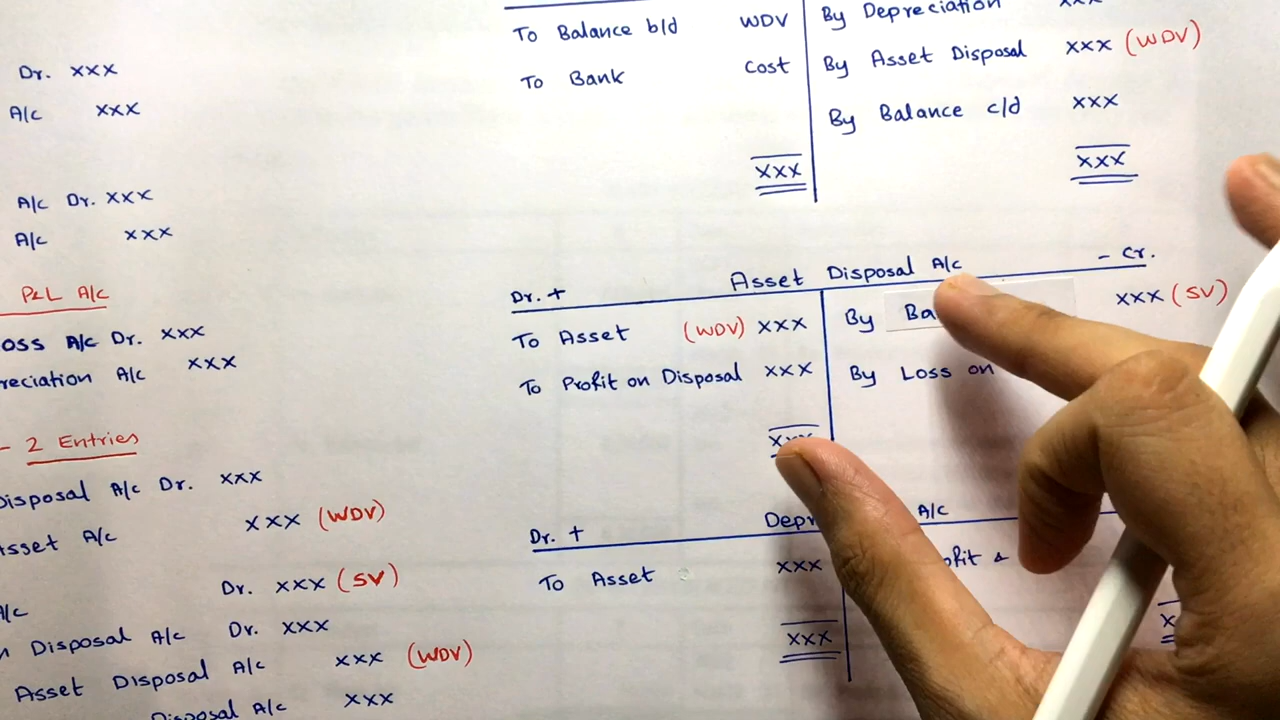 Dr. xxx
A/c xxx
A/c Dr. xxx
A/c xxx
P&L A/c
oss A/c Dr. xxx
reciation A/c xxx
- 2 Entries
Disposal A/c Dr. xxx
Asset A/c xxx (WDV)
A/c Dr. xxx (SV)
n Disposal A/c Dr. xxx
Asset Disposal A/c xxx (WDV)
Disposal A/c xxx
To Balance b/d WDV
To Bank Cost
xxx
By Depreciation xxx
By Asset Disposal xxx (WDV)
By Balance c/d xxx
xxx
Dr. + Asset Disposal A/c - Cr.
To Asset (WDV) xxx
To Profit on Disposal xxx
xxx
By Ba xxx (SV)
By Loss on
Dr. + Depr A/c
To Asset xxx
xxx
ofit &
x